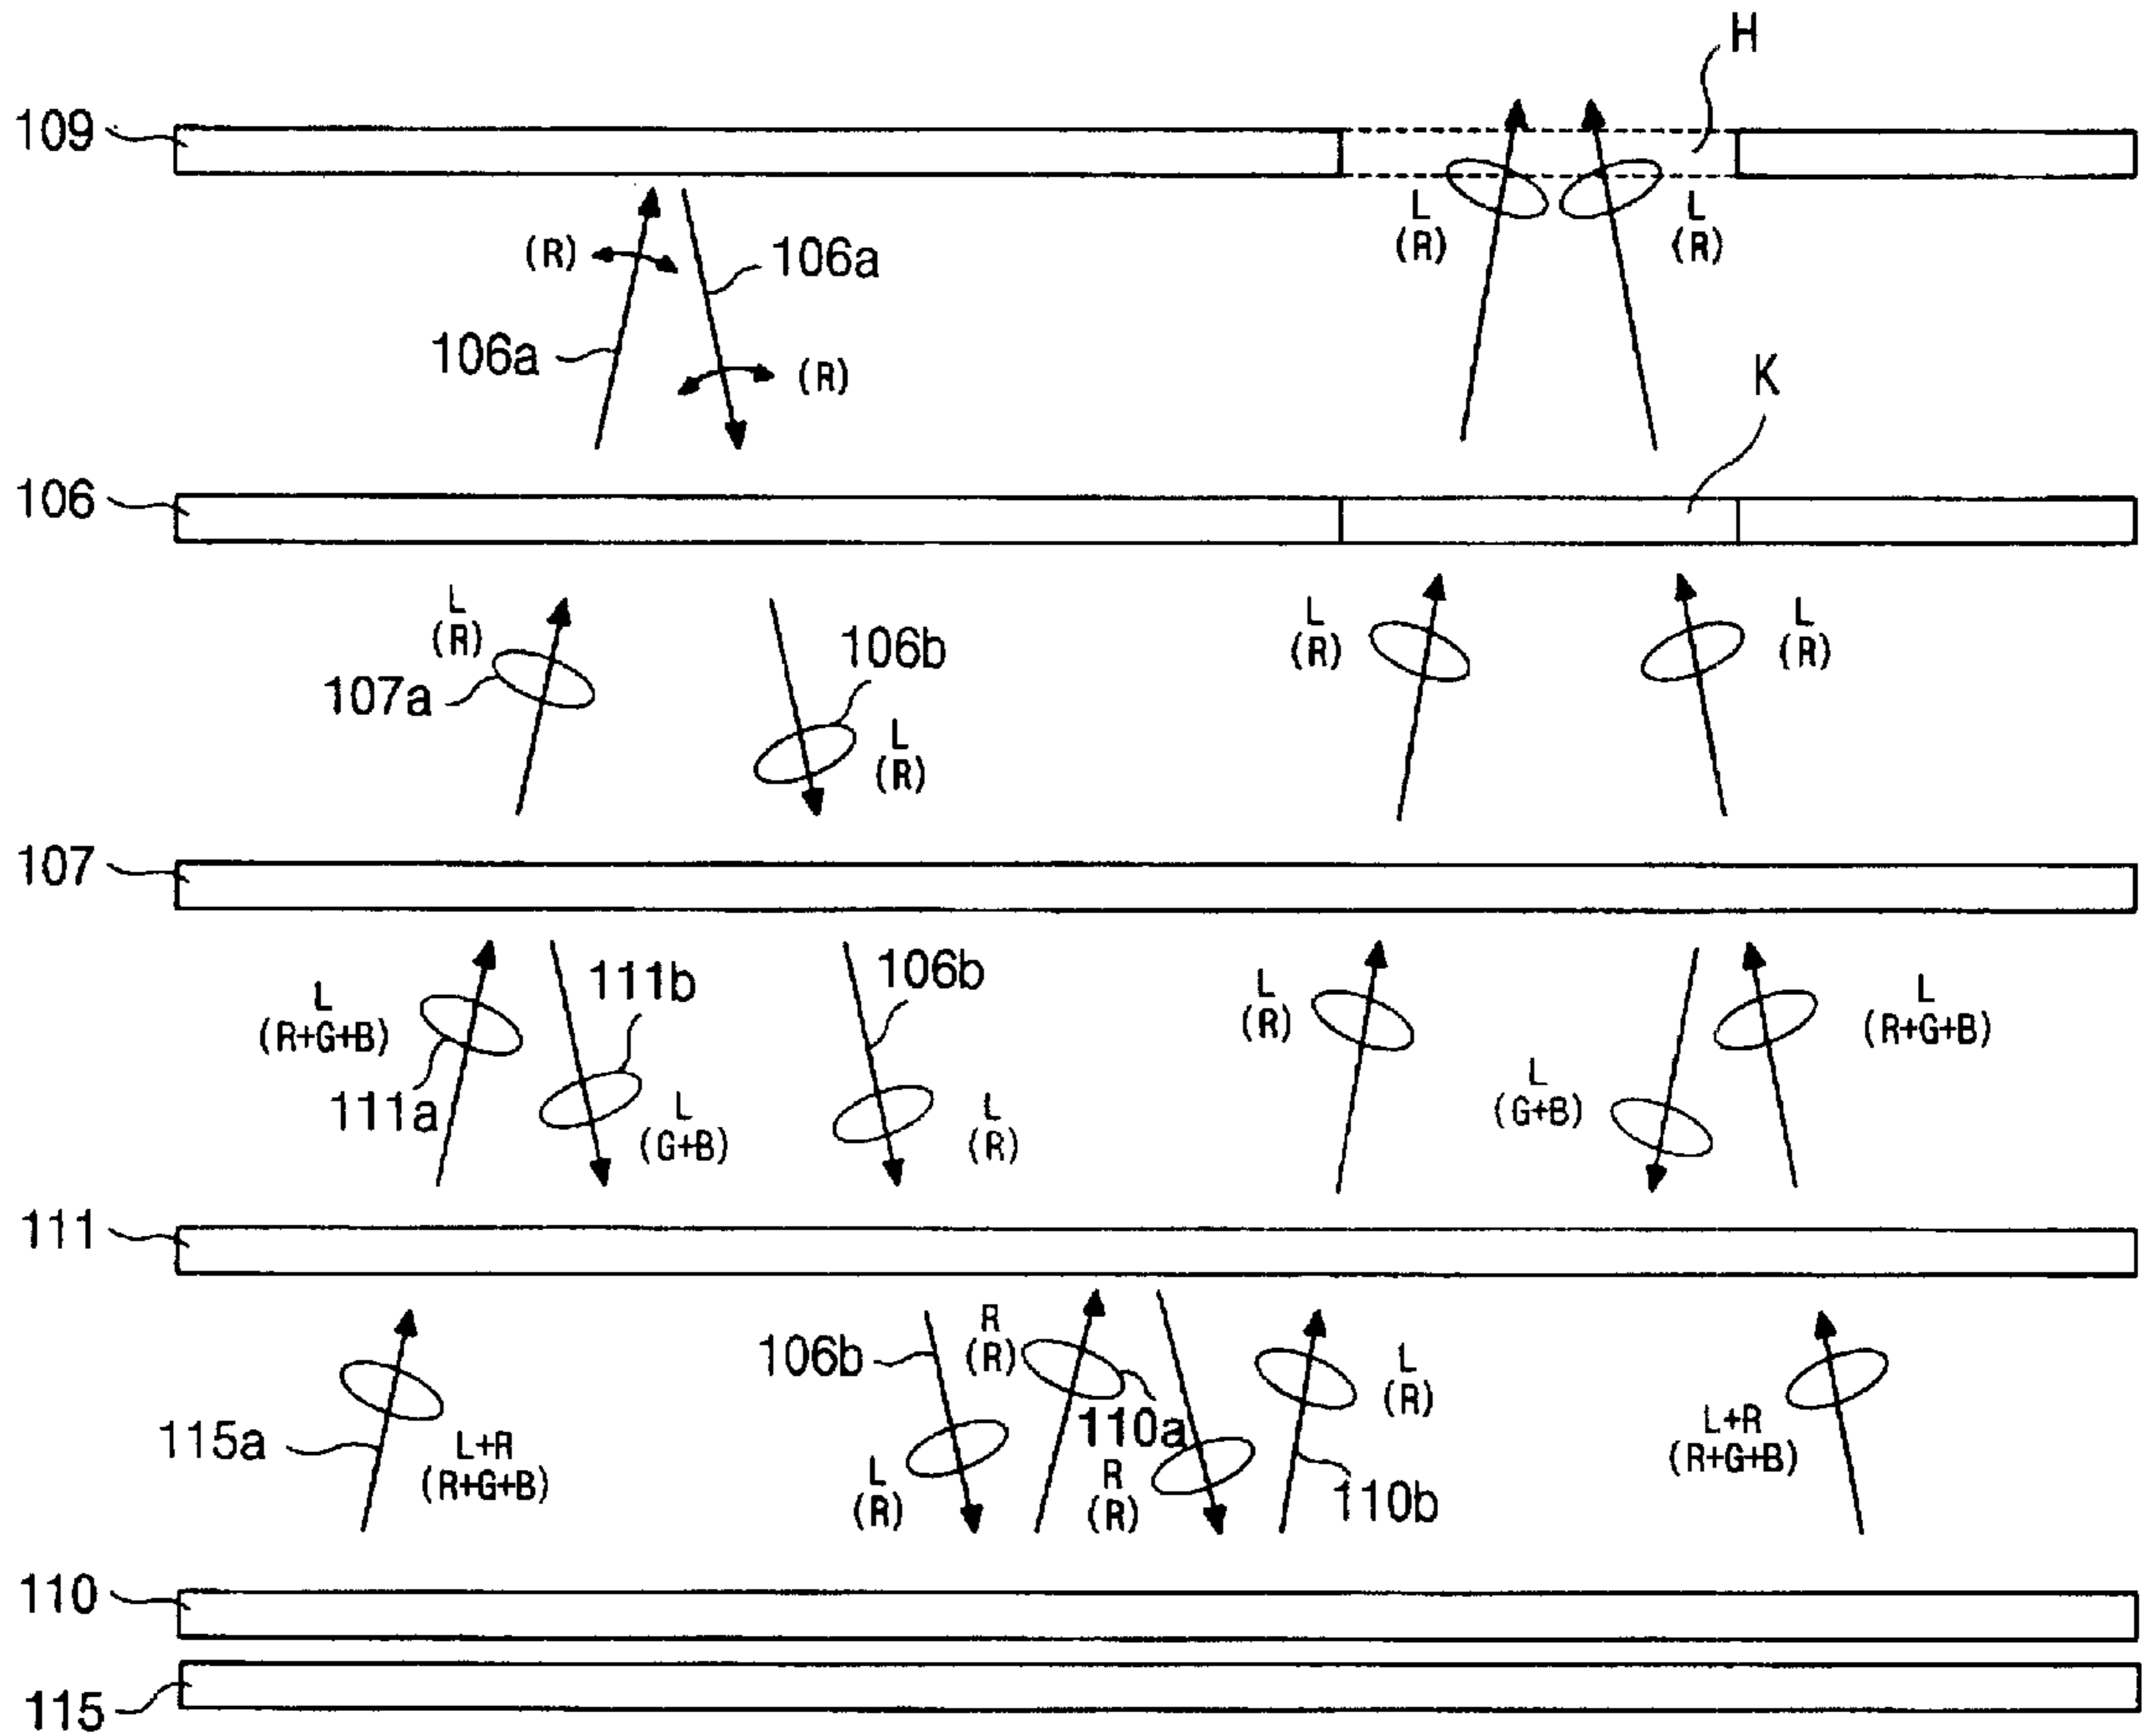 H
109
L
(R)
L
(R)
(R)
106a
106a
(R)
K
106
L
(R)
107a
106b
L
(R)
L
(R)
L
(R)
107
L
(R+G+B)
111a
111b
L
(G+B)
106b
L
(R)
L
(R)
L
(G+B)
L
(R+G+B)
111
115a
L+R
(R+G+B)
106b
L
(R)
R
(R)
110a
R
(R)
L
(R)
110b
L+R
(R+G+B)
110
115